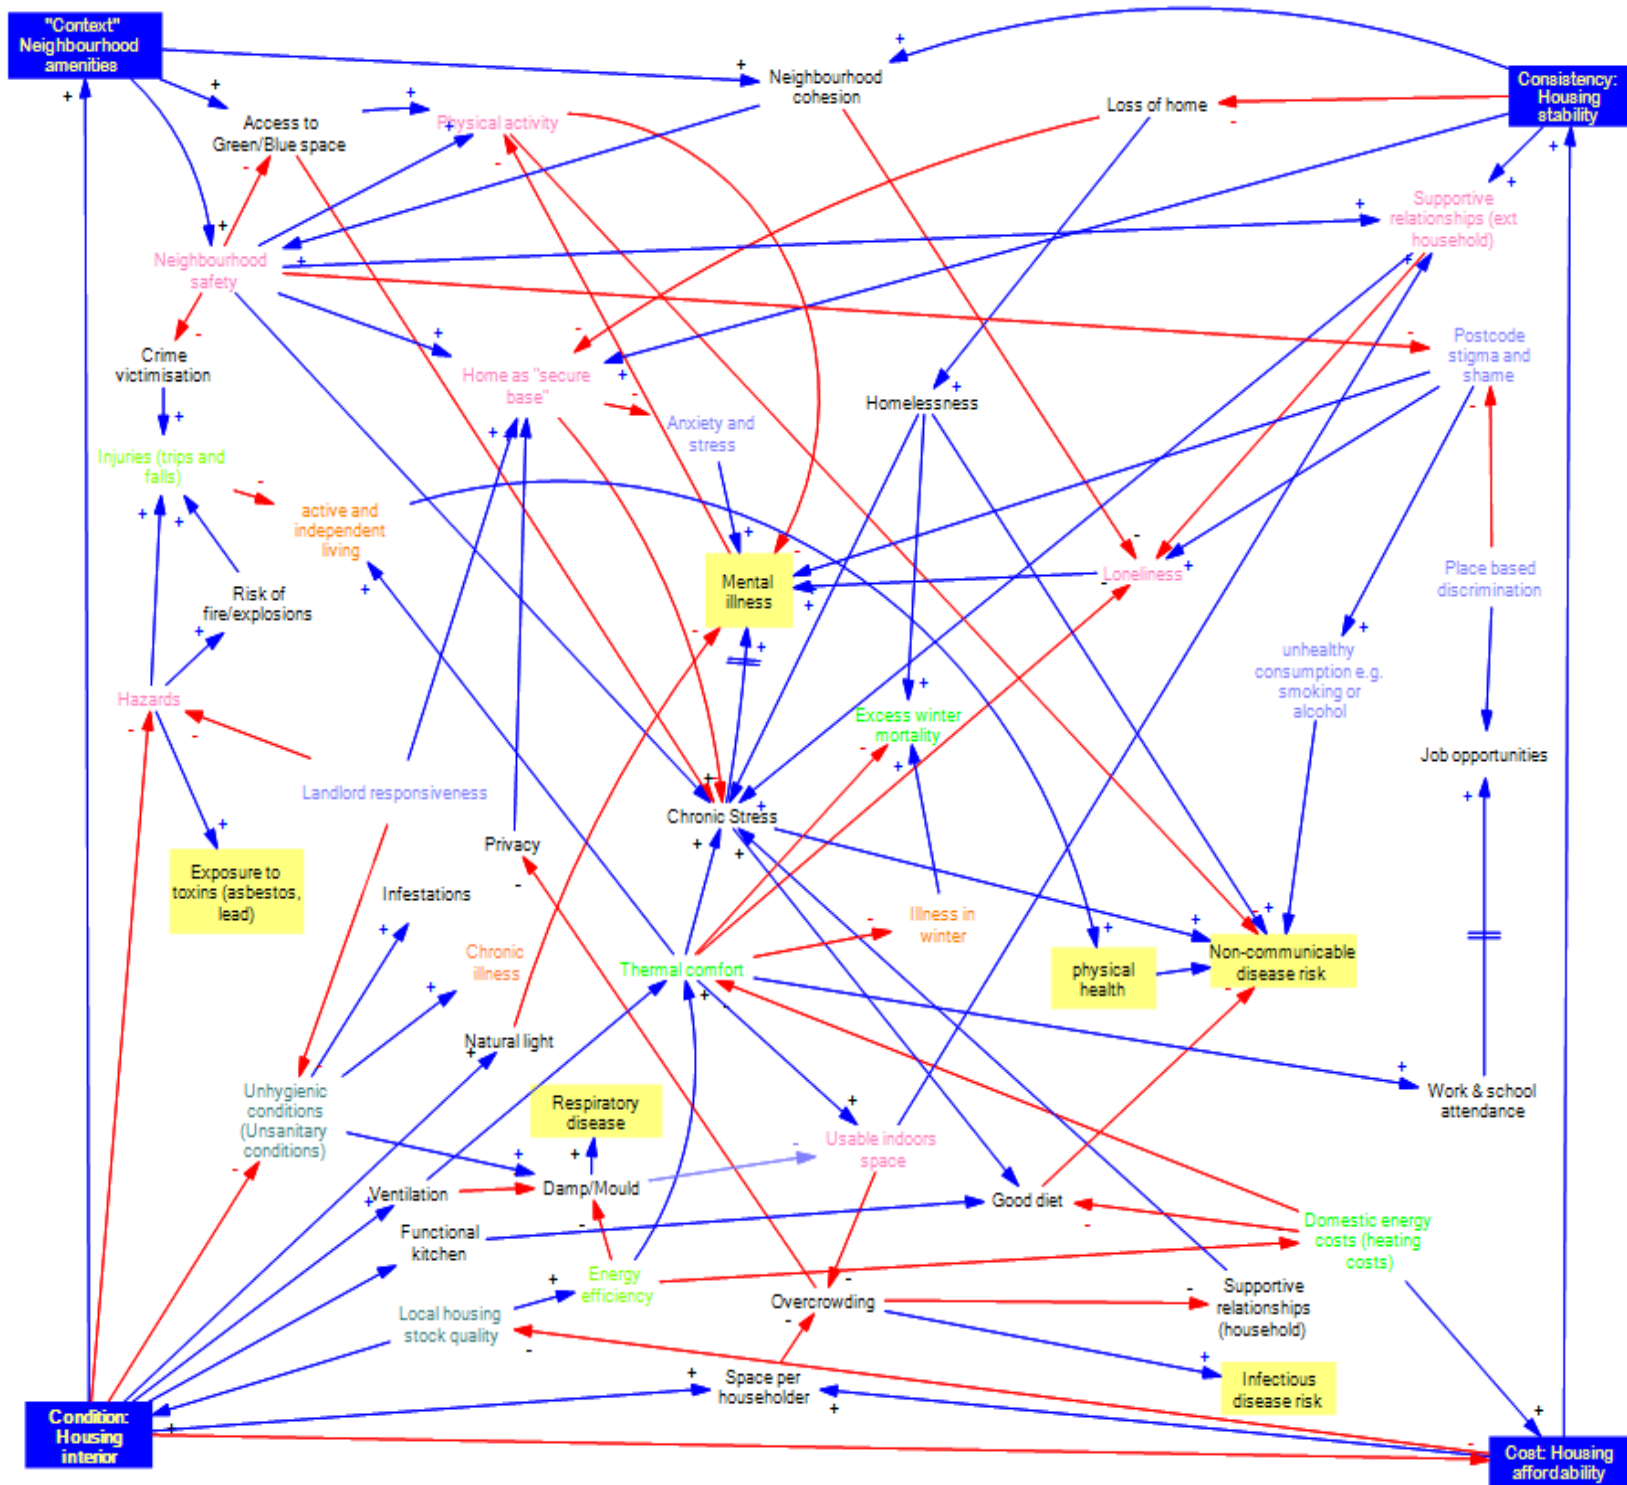 "Context"
Neighbourhood
amenities
Neighbourhood
cohesion
Loss of home
Consistency:
Housing
stability
Access to
Green/Blue space
Physical activity
Supportive
relationships (ext
household)
Neighbourhood
safety
Crime
victimisation
Home as "secure
base"
Anxiety and
stress
Homelessness
Postcode
stigma and
shame
Injuries (trips and
falls)
active and
independent
living
Mental
illness
Loneliness
Place based
discrimination
Risk of
fire/explosions
unhealthy
consumption e.g.
smoking or
alcohol
Hazards
Excess winter
mortality
Job opportunities
Landlord responsiveness
Chronic Stress
Privacy
Exposure to
toxins (asbestos,
lead)
Infestations
Illness in
winter
Chronic
illness
Thermal comfort
physical
health
Non-communicable
disease risk
Natural light
Unhygienic
conditions
(Unsanitary
conditions)
Respiratory
disease
Work & school
attendance
Usable indoors
space
Ventilation
Damp/Mould
Good diet
Functional
kitchen
Domestic energy
costs (heating
costs)
Energy
efficiency
Overcrowding
Supportive
relationships
(household)
Local housing
stock quality
Space per
householder
Infectious
disease risk
Condition:
Housing
interior
Cost: Housing
affordability